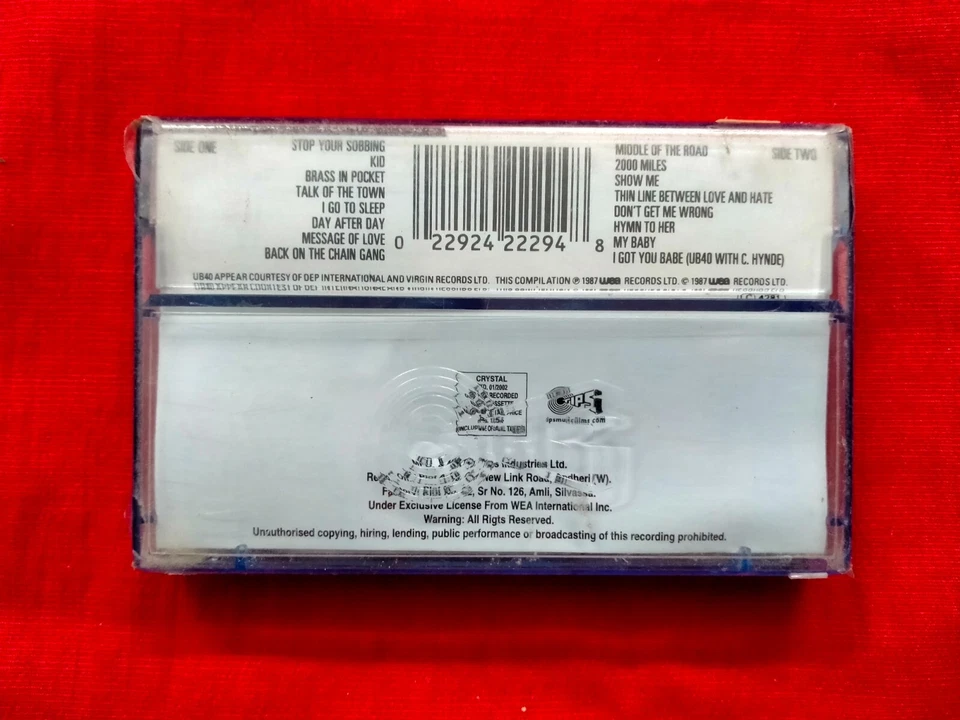 SIDE ONE
STOP YOUR SOBBING
KID
BRASS IN POCKET
TALK OF THE TOWN
I GO TO SLEEP
DAY AFTER DAY
MESSAGE OF LOVE
BACK ON THE CHAIN GANG
0 22924 22294 8
SIDE TWO
MIDDLE OF THE ROAD
2000 MILES
SHOW ME
THIN LINE BETWEEN LOVE AND HATE
DON'T GET ME WRONG
HYMN TO HER
MY BABY
I GOT YOU BABE (UB40 WITH C. HYNDE)
UB40 APPEAR COURTESY OF DEP INTERNATIONAL AND VIRGIN RECORDS LTD. THIS COMPILATION ℗ 1987 wea RECORDS LTD. © 1987 wea RECORDS LTD.
CRYSTAL
01/2002
RECORDED
TIPS
Industries Ltd.
New Link Road, Andheri (W).
Sr No. 126, Amli, Silvassa.
Under Exclusive License From WEA International Inc.
Warning: All Rigts Reserved.
Unauthorised copying, hiring, lending, public performance or broadcasting of this recording prohibited.